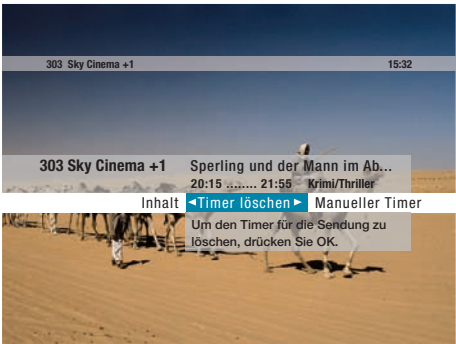 303 Sky Cinema +1 15:32
303 Sky Cinema +1 Sperling und der Mann im Ab...
20:15 ........ 21:55 Krimi/Thriller
Inhalt ◄Timer löschen► Manueller Timer
Um den Timer für die Sendung zu
löschen, drücken Sie OK.